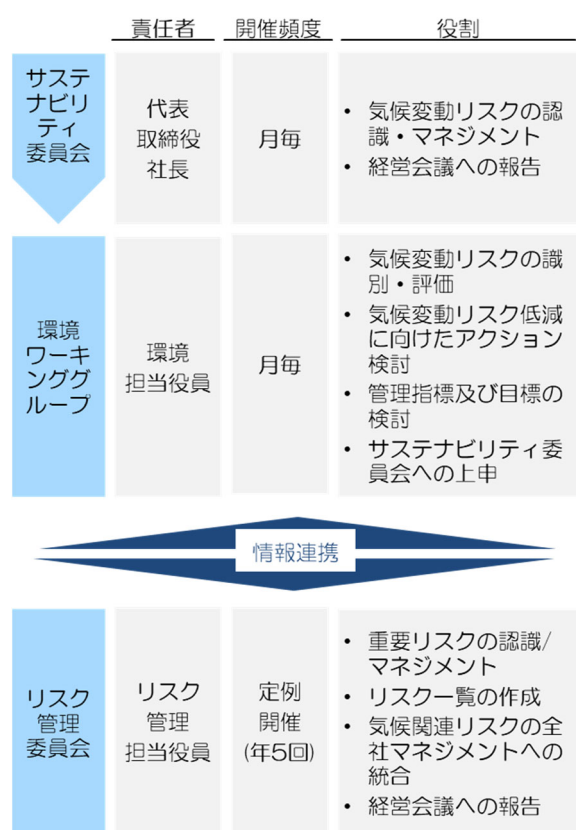 責任者 開催頻度 役割
サステ
ナビリ
ティ
委員会
代表
取締役
社長
月毎
• 気候変動リスクの認
識・マネジメント
• 経営会議への報告
環境
ワーキ
ンググ
ループ
環境
担当役員
月毎
• 気候変動リスクの識
別・評価
• 気候変動リスク低減
に向けたアクション
検討
• 管理指標及び目標の
検討
• サステナビリティ委
員会への上申
情報連携
リスク
管理
委員会
リスク
管理
担当役員
定例
開催
(年5回)
• 重要リスクの認識/
マネジメント
• リスク一覧の作成
• 気候関連リスクの全
社マネジメントへの
統合
• 経営会議への報告